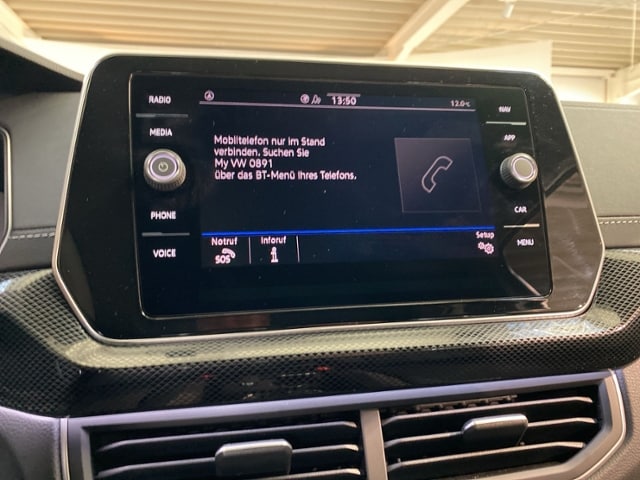 RADIO
MEDIA
PHONE
VOICE
13:50
12.0°C
Mobiltelefon nur im Stand
verbinden. Suchen Sie
My VW 0891
über das BT-Menü Ihres Telefons.
Notruf
SOS
Inforuf
i
Setup
NAV
APP
CAR
MENU